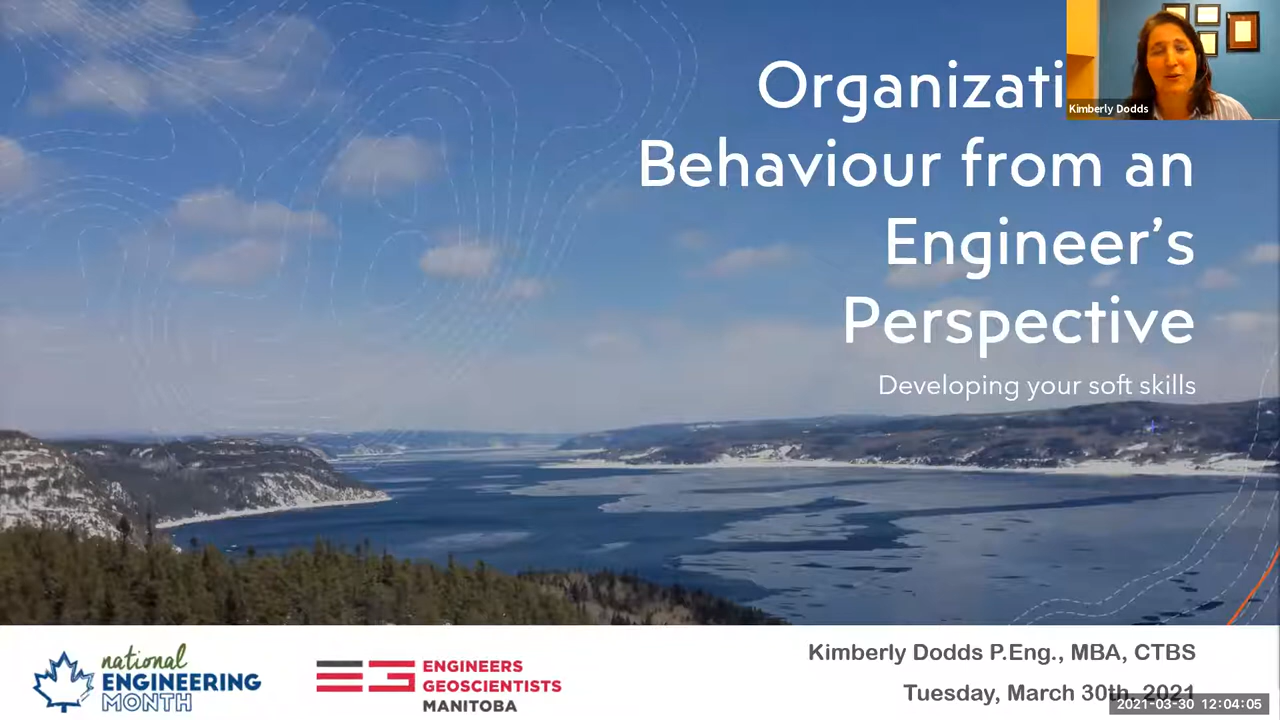 Organizati
Behaviour from an
Engineer's
Perspective
Developing your soft skills
Kimberly Dodds
national
ENGINEERING
MONTH
ENGINEERS
GEOSCIENTISTS
MANITOBA
Kimberly Dodds P.Eng., MBA, CTBS
Tuesday, March 30th, 2021
2021-03-30 12:04:05